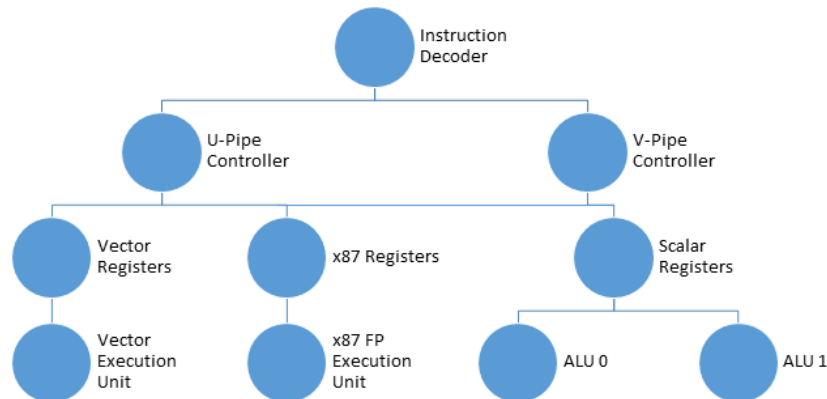 Instruction
Decoder
U-Pipe
Controller
V-Pipe
Controller
Vector
Registers
x87 Registers
Scalar
Registers
Vector
Execution
Unit
x87 FP
Execution
Unit
ALU 0
ALU 1